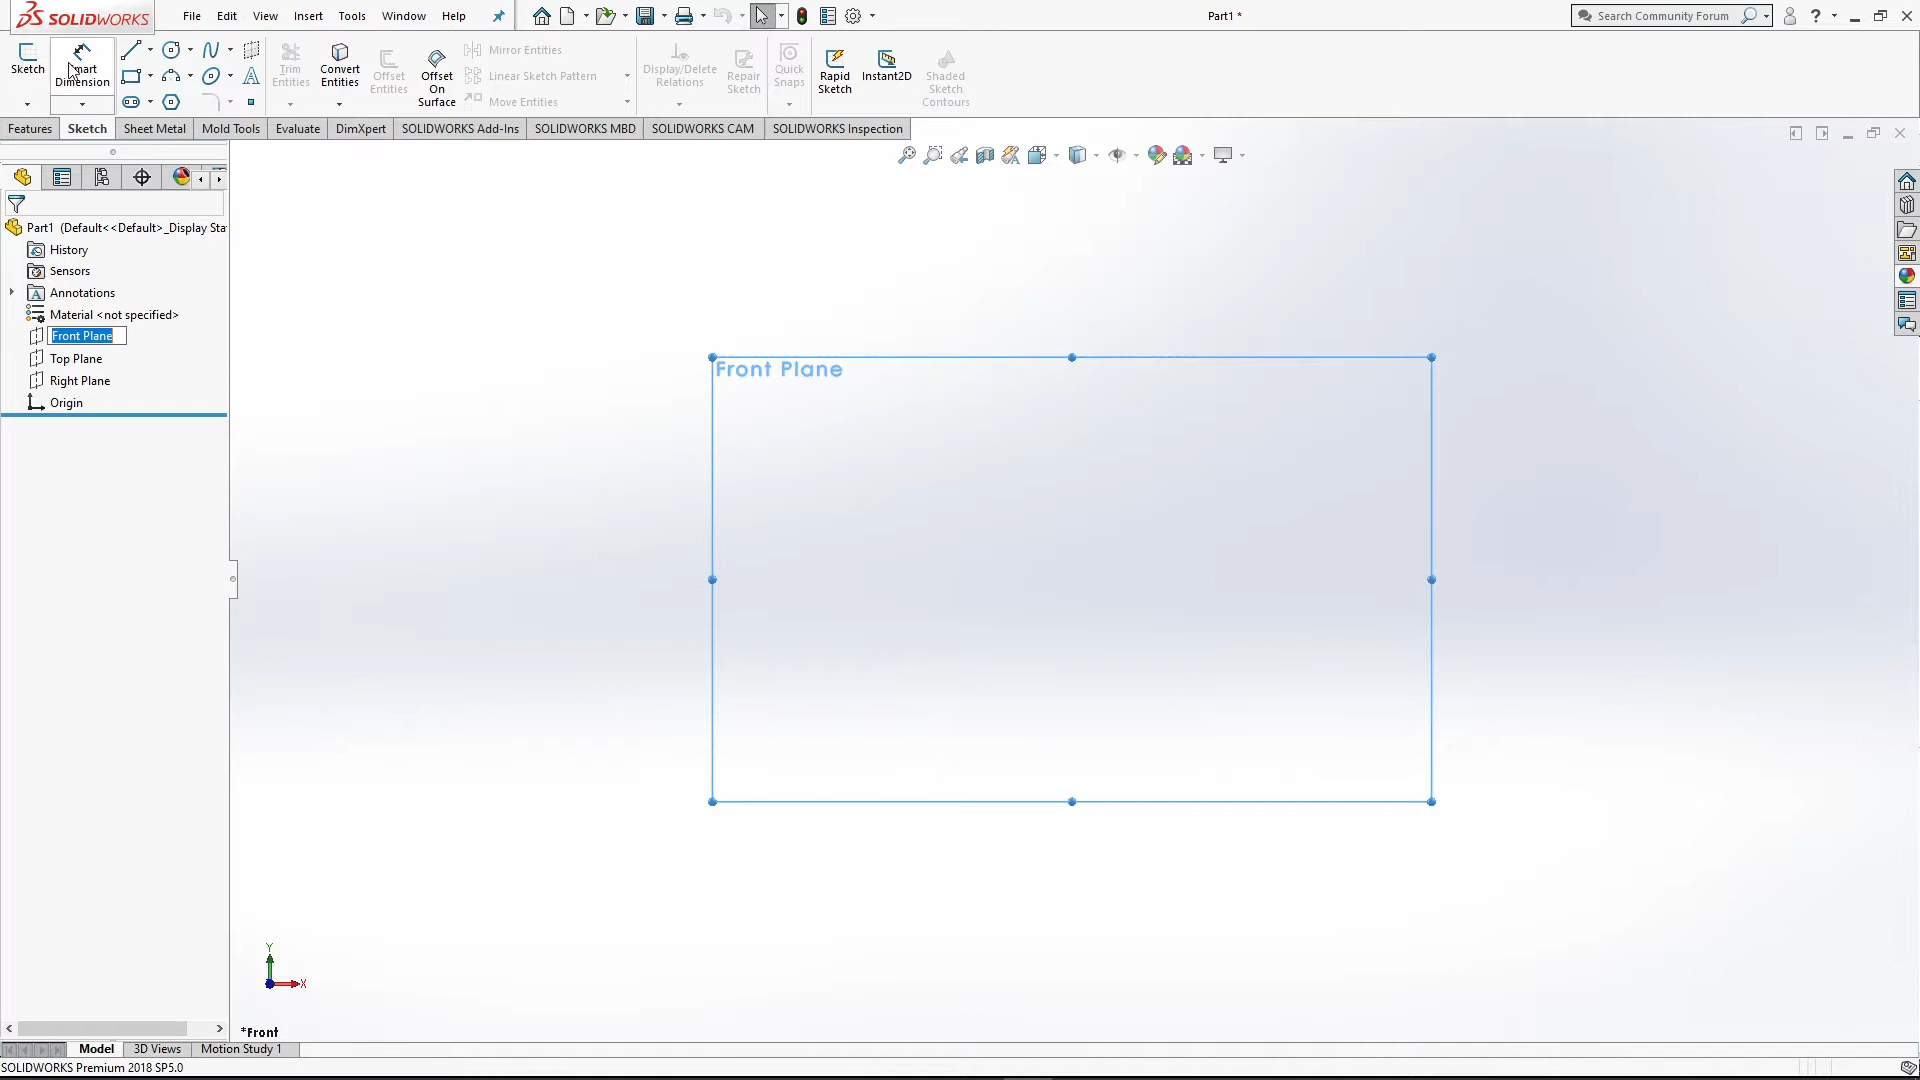 SOLIDWORKS File Edit View Insert Tools Window Help Part1 * Search Community Forum ?
Sketch
Smart
Dimension
Trim
Entities
Convert
Entities
Offset
Entities
Offset
On
Surface
Mirror Entities
Linear Sketch Pattern
Move Entities
Display/Delete
Relations
Repair
Sketch
Quick
Snaps
Rapid
Sketch
Instant2D
Shaded
Sketch
Contours
Features Sketch Sheet Metal Mold Tools Evaluate DimXpert SOLIDWORKS Add-Ins SOLIDWORKS MBD SOLIDWORKS CAM SOLIDWORKS Inspection
Part1 (Default<<Default>_Display Sta
History
Sensors
Annotations
Material <not specified>
Front Plane
Top Plane
Right Plane
Origin
Front Plane
Y
X
*Front
Model 3D Views Motion Study 1
SOLIDWORKS Premium 2018 SP5.0